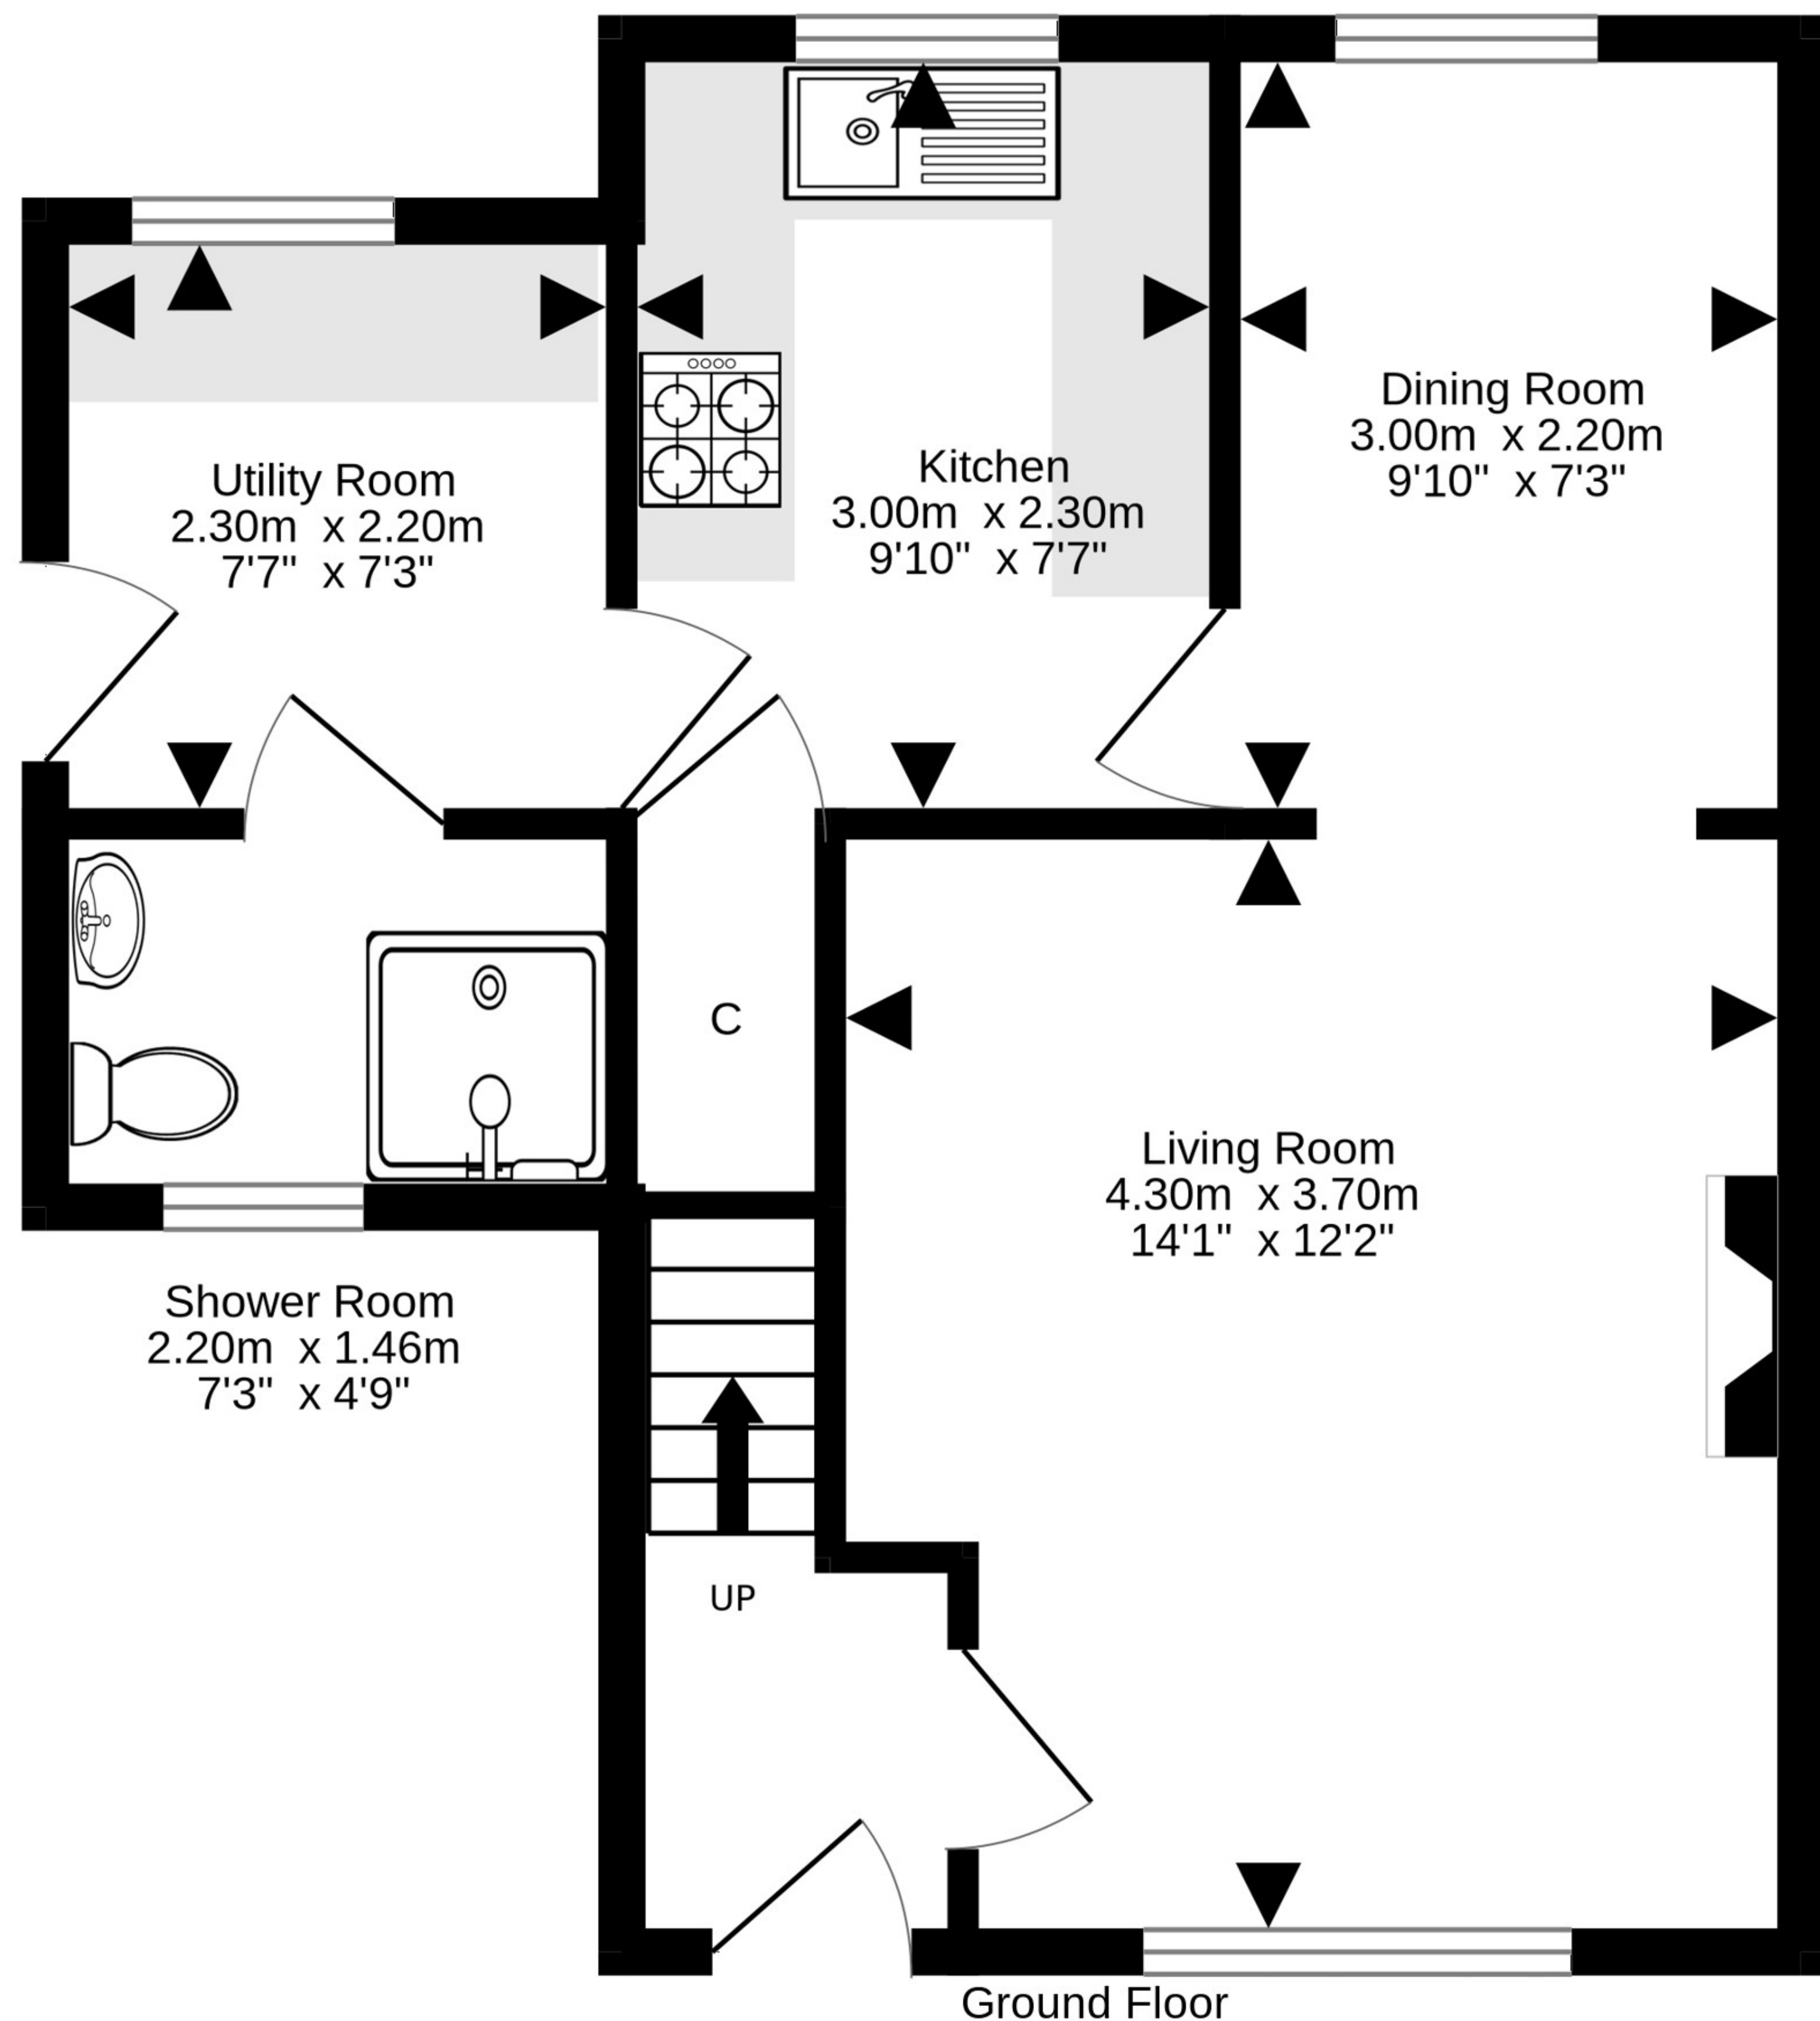 Dining Room
3.00m x 2.20m
9'10" x 7'3"
Utility Room
2.30m x 2.20m
7'7" x 7'3"
Kitchen
3.00m x 2.30m
9'10" x 7'7"
C
Living Room
4.30m x 3.70m
14'1" x 12'2"
Shower Room
2.20m x 1.46m
7'3" x 4'9"
UP
Ground Floor